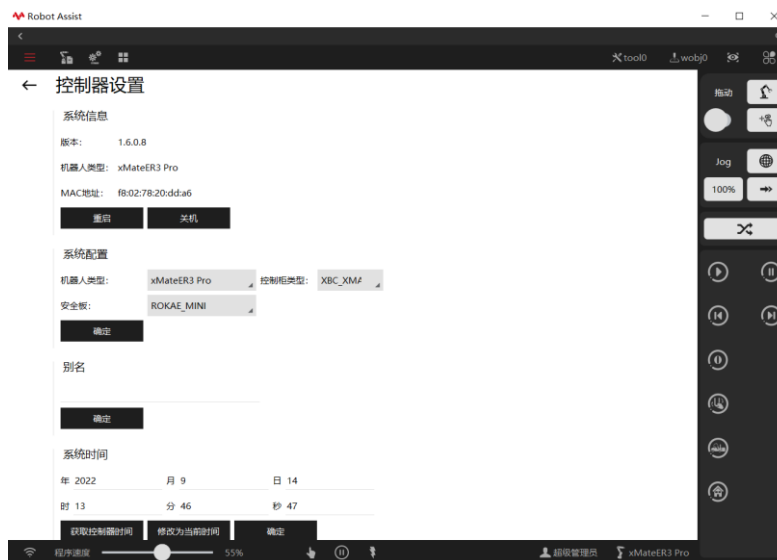 Robot Assist
tool0 wobj0
控制器设置
系统信息
版本: 1.6.0.8
机器人类型: xMateER3 Pro
MAC地址: f8:02:78:20:dd:a6
重启 关机
系统配置
机器人类型: xMateER3 Pro 控制柜类型: XBC_XMA
安全板: ROKAE_MINI
确定
别名
确定
系统时间
年 2022 月 9 日 14
时 13 分 46 秒 47
获取控制器时间 修改为当前时间 确定
程序速度 55% 超级管理员 xMateER3 Pro
拖动
Jog
100%